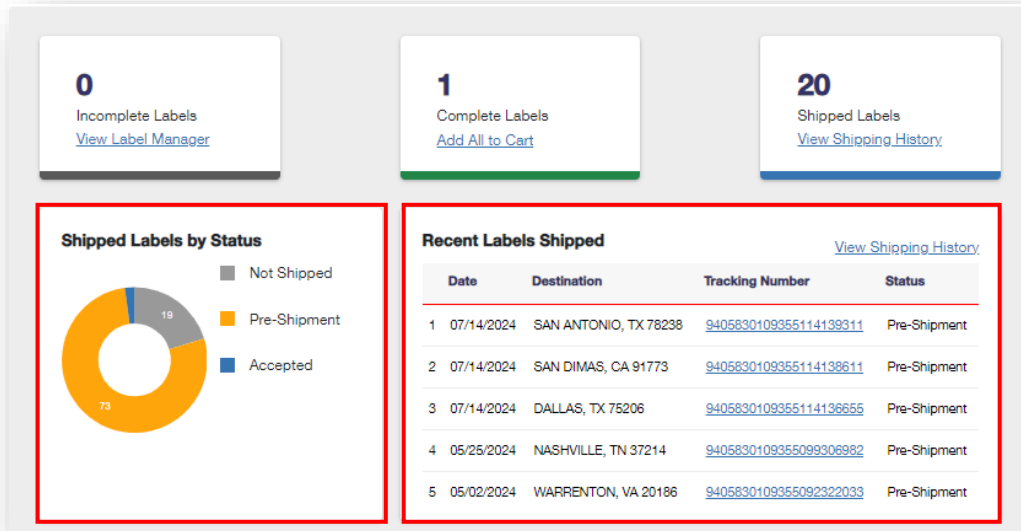 0
Incomplete Labels
View Label Manager
1
Complete Labels
Add All to Cart
20
Shipped Labels
View Shipping History
Shipped Labels by Status
Not Shipped
Pre-Shipment
Accepted
19
73
Recent Labels Shipped
View Shipping History
Date Destination Tracking Number Status
1 07/14/2024 SAN ANTONIO, TX 78238 9405830109355114139311 Pre-Shipment
2 07/14/2024 SAN DIMAS, CA 91773 9405830109355114138611 Pre-Shipment
3 07/14/2024 DALLAS, TX 75206 9405830109355114136655 Pre-Shipment
4 05/25/2024 NASHVILLE, TN 37214 9405830109355099306982 Pre-Shipment
5 05/02/2024 WARRENTON, VA 20186 9405830109355092322033 Pre-Shipment